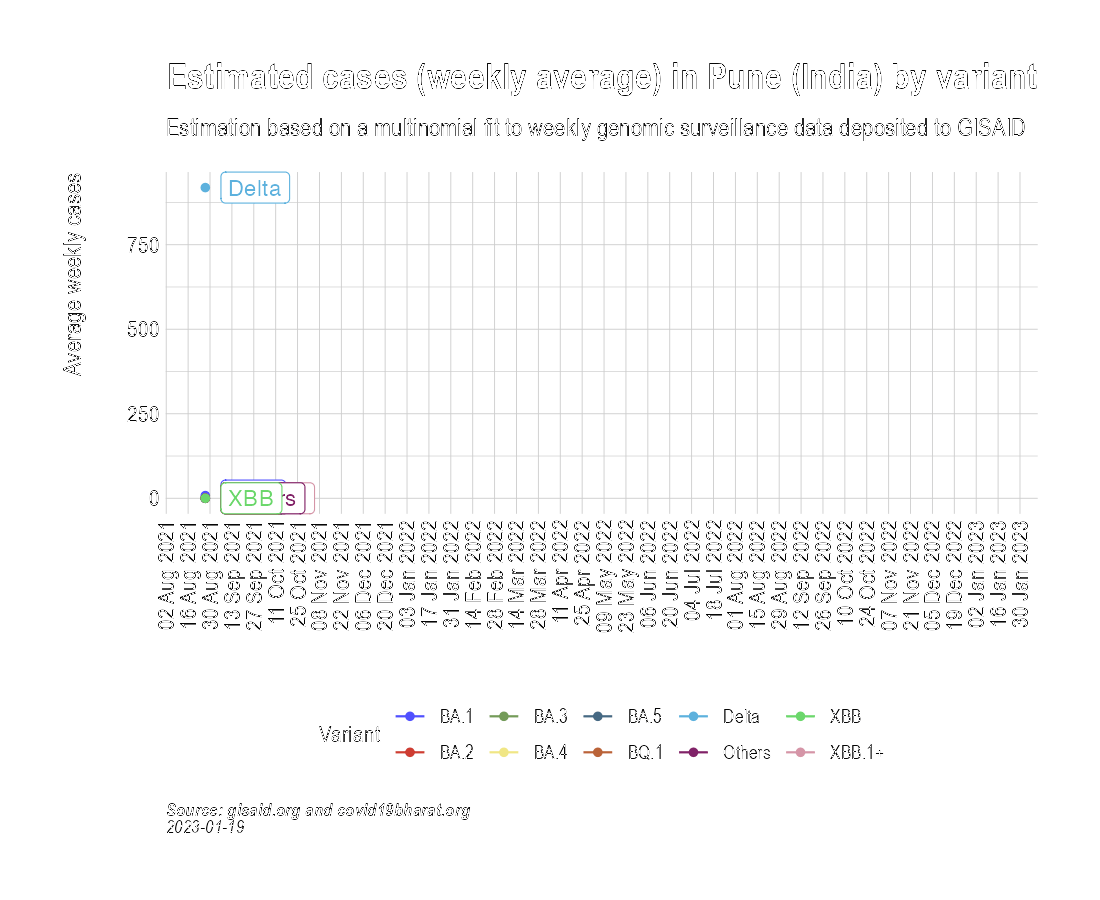 Estimated cases (weekly average) in Pune (India) by variant
Estimation based on a multinomial fit to weekly genomic surveillance data deposited to GISAID
Average weekly cases
Delta
750
500
250
0
XBB
rs
02 Aug 2021
16 Aug 2021
30 Aug 2021
13 Sep 2021
27 Sep 2021
11 Oct 2021
25 Oct 2021
08 Nov 2021
22 Nov 2021
06 Dec 2021
20 Dec 2021
03 Jan 2022
17 Jan 2022
31 Jan 2022
14 Feb 2022
28 Feb 2022
14 Mar 2022
28 Mar 2022
11 Apr 2022
25 Apr 2022
09 May 2022
23 May 2022
06 Jun 2022
20 Jun 2022
04 Jul 2022
18 Jul 2022
01 Aug 2022
15 Aug 2022
29 Aug 2022
12 Sep 2022
26 Sep 2022
10 Oct 2022
24 Oct 2022
07 Nov 2022
21 Nov 2022
05 Dec 2022
19 Dec 2022
02 Jan 2023
16 Jan 2023
30 Jan 2023
Variant
BA.1 BA.3 BA.5 Delta XBB
BA.2 BA.4 BQ.1 Others XBB.1+
Source: gisaid.org and covid19bharat.org
2023-01-19